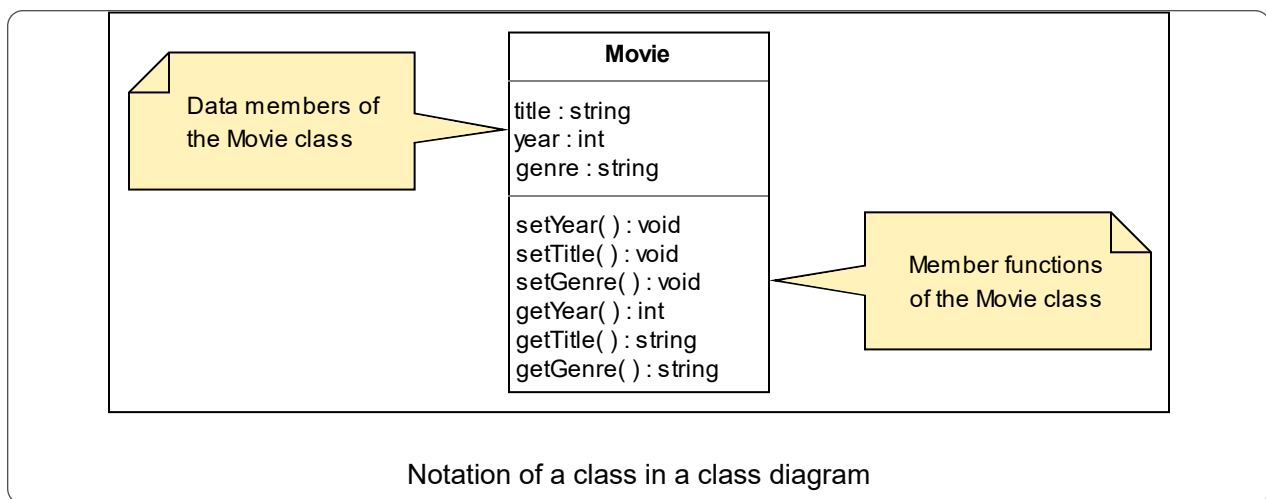 Movie
Data members of
the Movie class
title : string
year : int
genre : string
setYear( ) : void
setTitle( ) : void
setGenre( ) : void
getYear( ) : int
getTitle( ) : string
getGenre( ) : string
Member functions
of the Movie class
Notation of a class in a class diagram